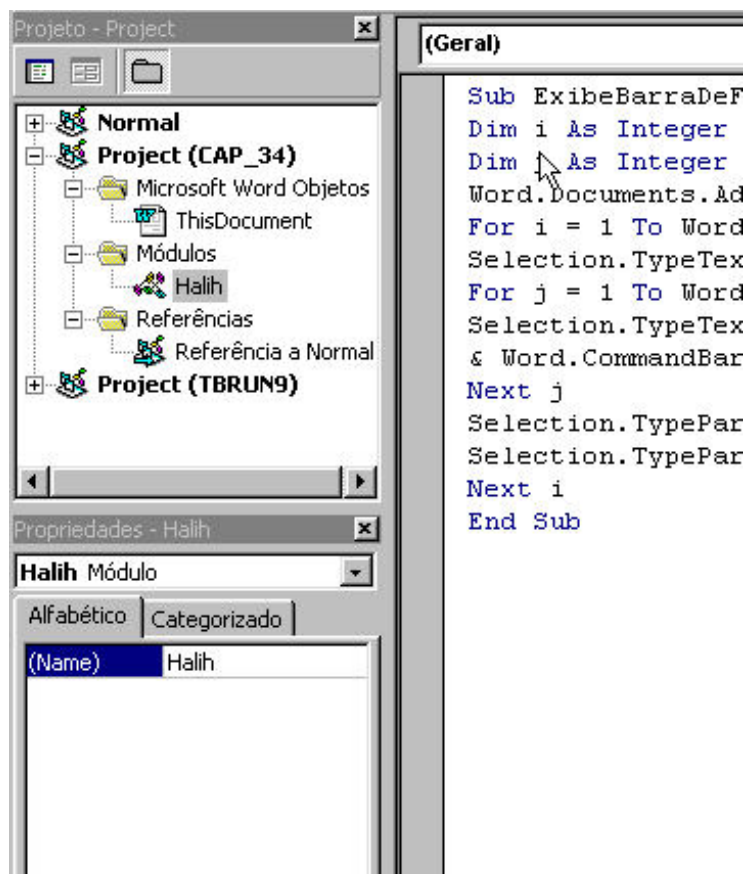 Projeto - Project
Normal
Project (CAP_34)
Microsoft Word Objetos
ThisDocument
Módulos
Halih
Referências
Referência a Normal
Project (TBRUN9)
Propriedades - Halih
Halih Módulo
Alfabético Categorizado
(Name) Halih
(Geral)
Sub ExibeBarraDeF
Dim i As Integer
Dim As Integer
Word.Documents.Ad
For i = 1 To Word
Selection.TypeTex
For j = 1 To Word
Selection.TypeTex
& Word.CommandBar
Next j
Selection.TypePar
Selection.TypePar
Next i
End Sub